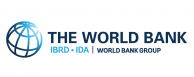 THE WORLD BANK
IBRD • IDA | WORLD BANK GROUP